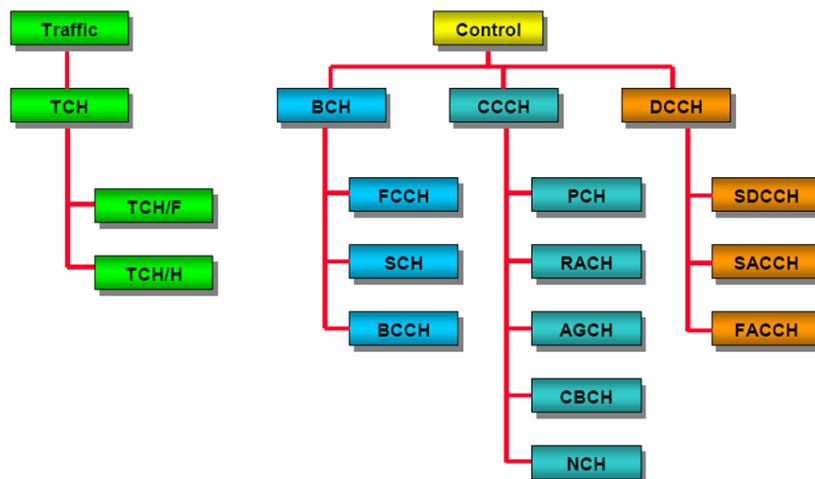 Traffic
Control
TCH
BCH
CCCH
DCCH
TCH/F
TCH/H
FCCH
SCH
BCCH
PCH
RACH
AGCH
CBCH
NCH
SDCCH
SACCH
FACCH